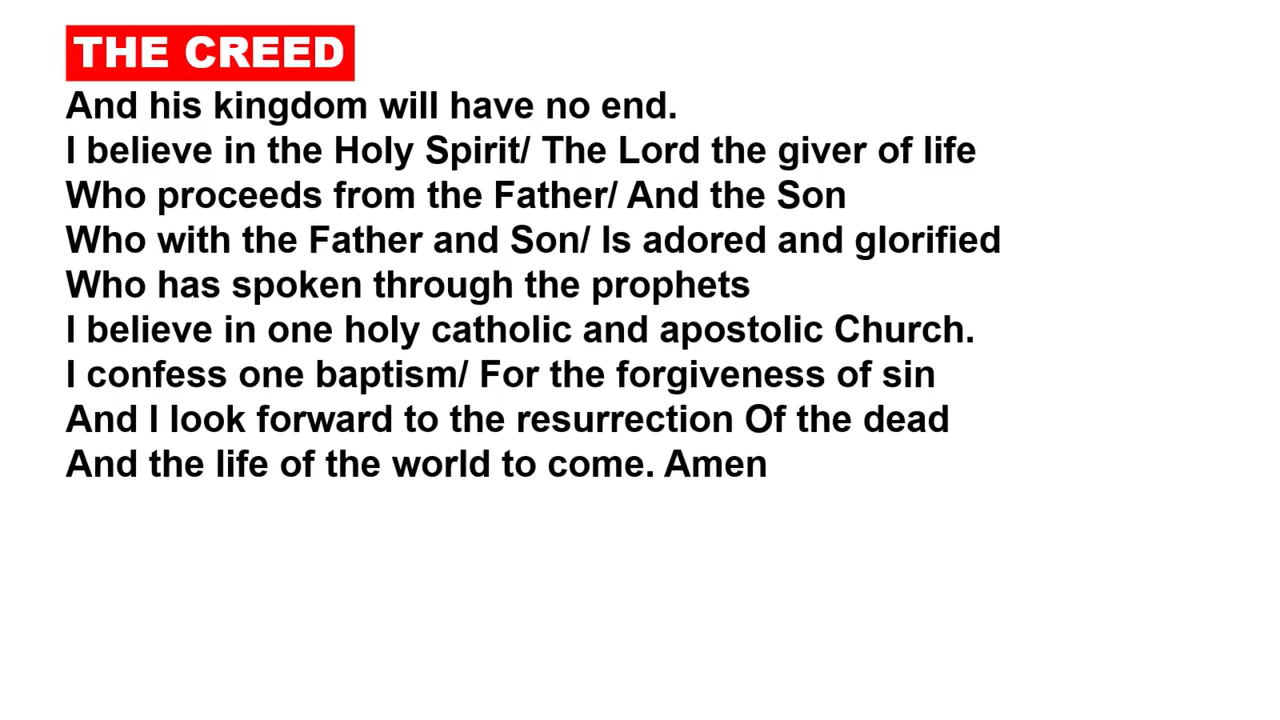 THE CREED
And his kingdom will have no end.
I believe in the Holy Spirit/ The Lord the giver of life
Who proceeds from the Father/ And the Son
Who with the Father and Son/ Is adored and glorified
Who has spoken through the prophets
I believe in one holy catholic and apostolic Church.
I confess one baptism/ For the forgiveness of sin
And I look forward to the resurrection Of the dead
And the life of the world to come. Amen